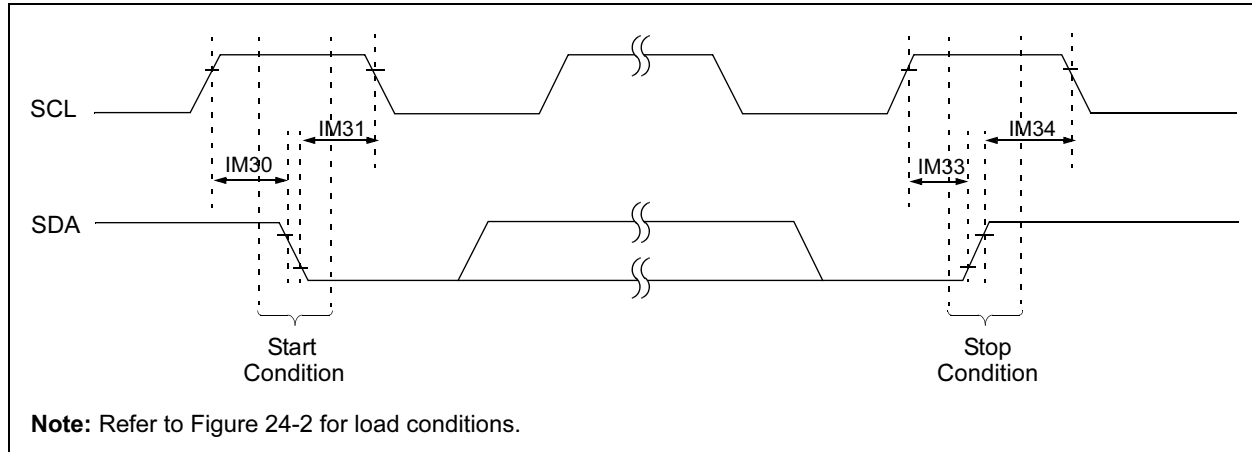 SCL
IM31
IM34
IM30
IM33
SDA
Start
Condition
Stop
Condition
Note: Refer to Figure 24-2 for load conditions.